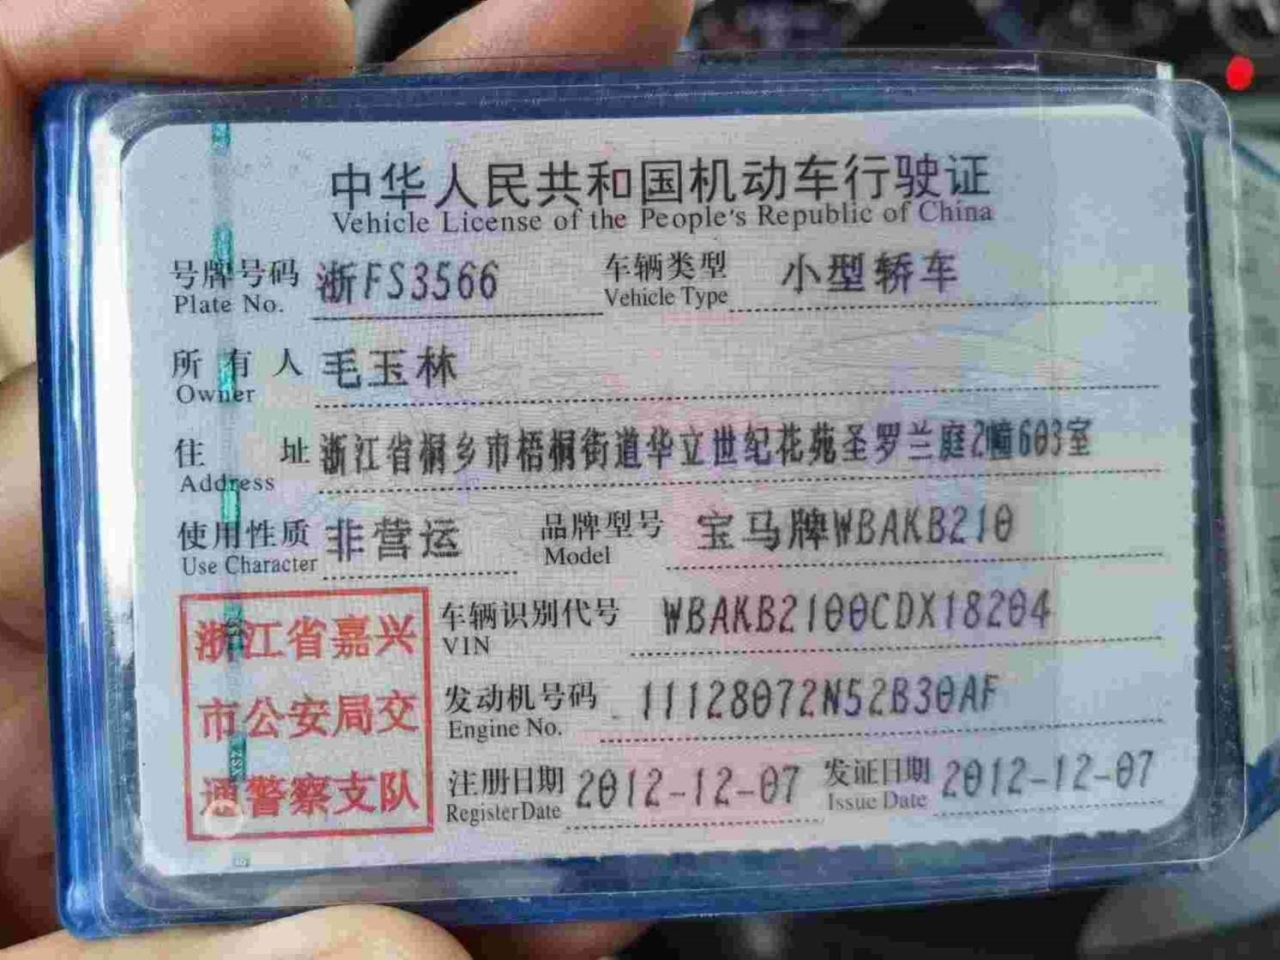 中华人民共和国机动车行驶证
Vehicle License of the People's Republic of China
号牌号码 浙FS3566 车辆类型 小型轿车
Plate No. Vehicle Type
所有人 毛玉林
Owner
住址 浙江省桐乡市梧桐街道华立世纪花苑圣罗兰庭2幢603室
Address
使用性质 非营运 品牌型号 宝马牌WBAKB210
Use Character Model
浙江省嘉兴
市公安局交
通警察支队
车辆识别代号 WBAKB2100CDX18204
VIN
发动机号码 11128072N52B30AF
Engine No.
注册日期 2012-12-07 发证日期 2012-12-07
Register Date Issue Date